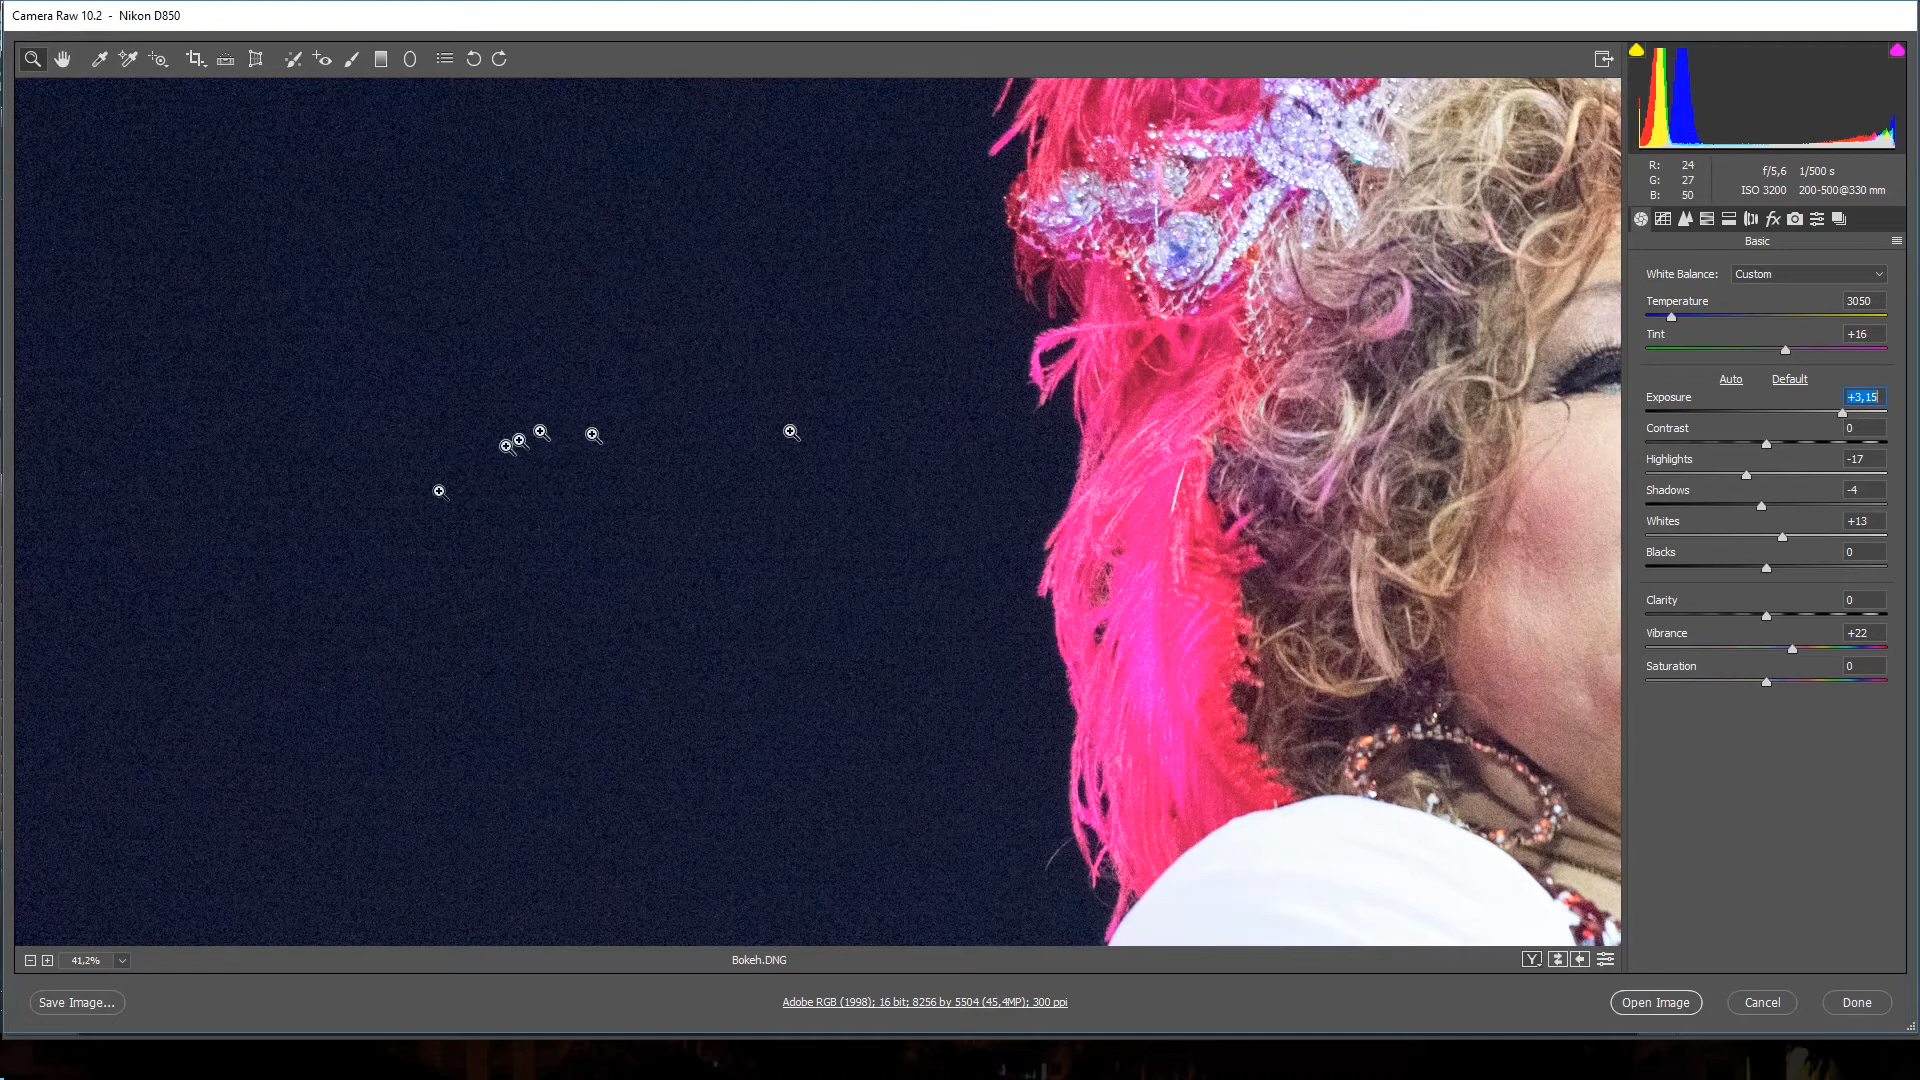 Camera Raw 10.2 - Nikon D850
R: 24
G: 27
B: 50
f/5,6 1/500 s
ISO 3200 200-500@330 mm
Basic
White Balance: Custom
Temperature 3050
Tint +16
Auto Default
Exposure +3,15
Contrast 0
Highlights -17
Shadows -4
Whites +13
Blacks 0
Clarity 0
Vibrance +22
Saturation 0
41,2%
Bokeh.DNG
Y
Save Image...
Adobe RGB (1998); 16 bit; 8256 by 5504 (45,4MP); 300 ppi
Open Image
Cancel
Done